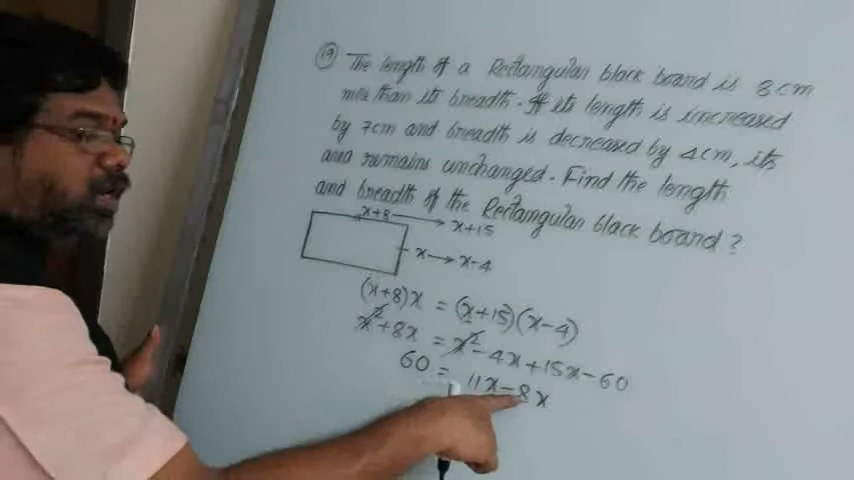 (19) The length of a Rectangular black board is 8cm
more than its breadth. If its length is increased
by 7cm and breadth is decreased by 4cm, its
area remains unchanged. Find the length
and breadth of the Rectangular black board?
x+8 → x+15
x → x-4
(x+8)x = (x+15)(x-4)
x²+8x = x²-4x+15x-60
60 = 11x-8x